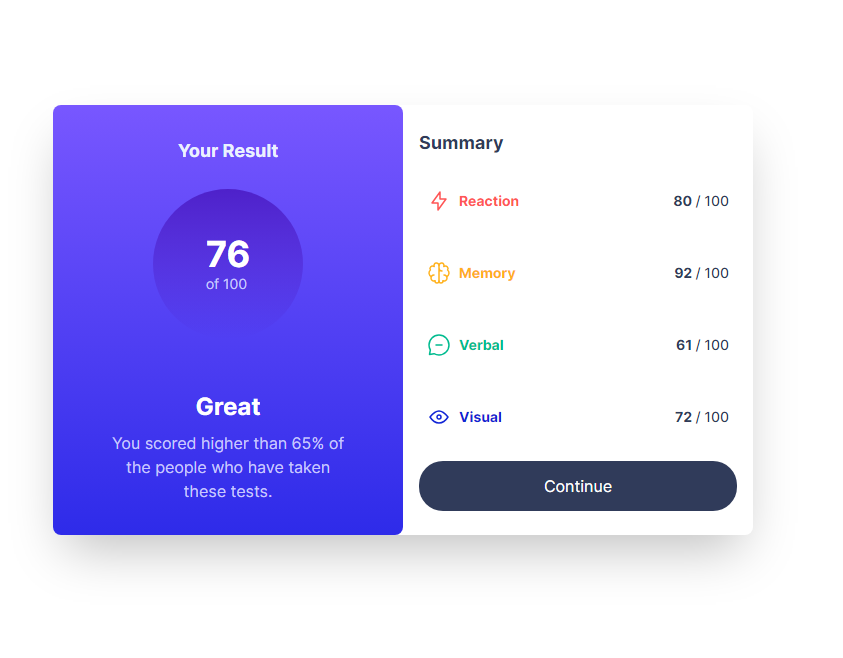 Your Result
76
of 100
Great
You scored higher than 65% of
the people who have taken
these tests.
Summary
Reaction 80 / 100
Memory 92 / 100
Verbal 61 / 100
Visual 72 / 100
Continue